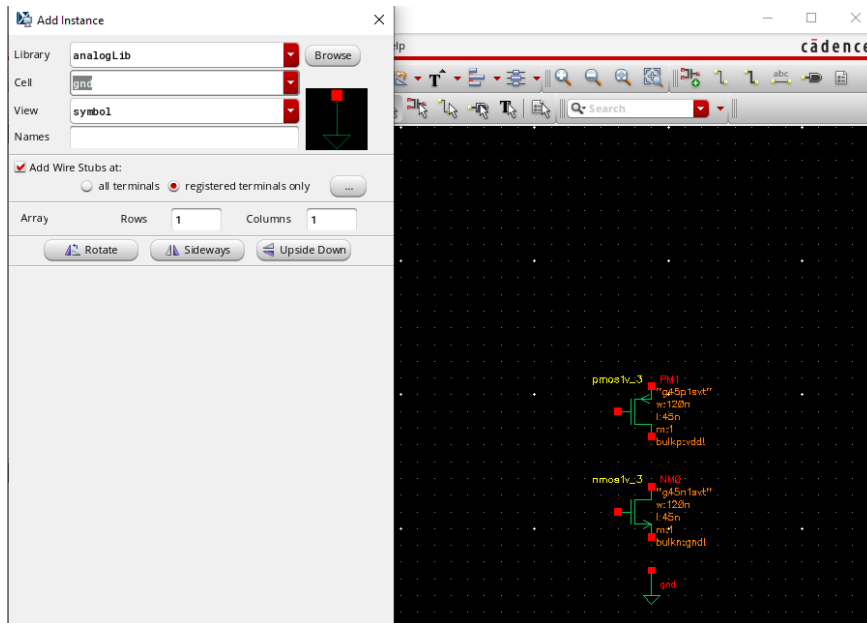 Add Instance
Library analogLib Browse
Cell gnd
View symbol
Names
Add Wire Stubs at:
all terminals registered terminals only ...
Array Rows 1 Columns 1
Rotate Sideways Upside Down
elp
cādence
T
abc
T
Search
pmos1v_3 PM1
"g45p1svt"
w:120n
l:45n
m:1
bulkp:vdd!
nmos1v_3 NM0
"g45n1svt"
w:120n
l:45n
m:1
bulkn:gnd!
gnd